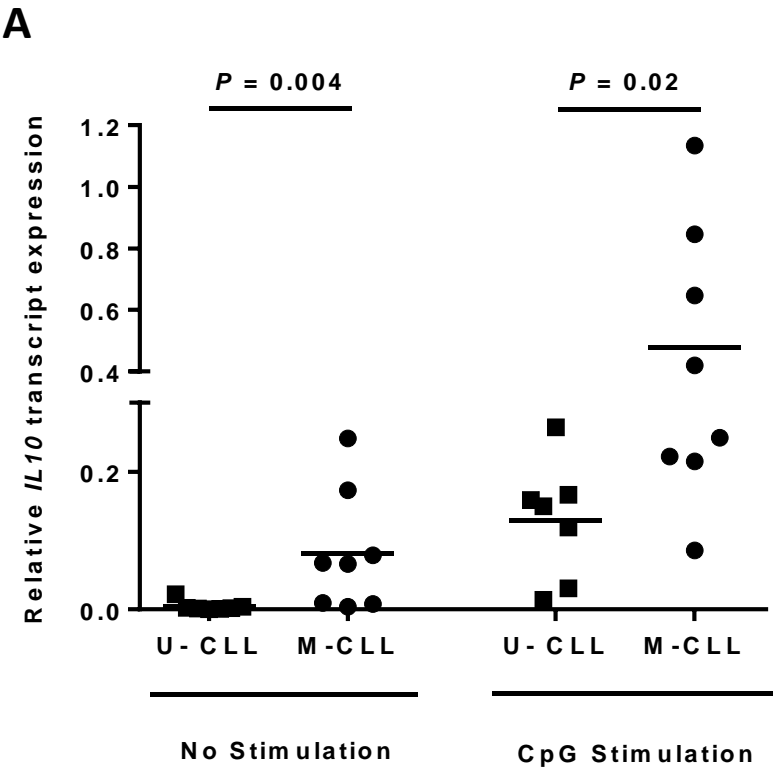 A
P = 0.004
P = 0.02
Relative IL10 transcript expression
1.2
1.0
0.8
0.6
0.4
0.2
0.0
U- CLL
M-CLL
U- CLL
M-CLL
No Stimulation
CpG Stimulation